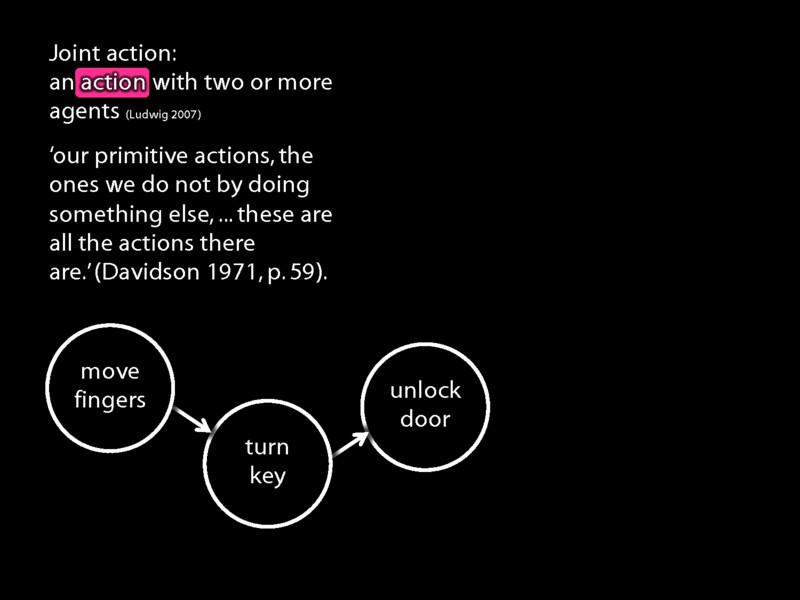 Joint action:
an action with two or more
agents (Ludwig 2007)
‘our primitive actions, the
ones we do not by doing
something else, ... these are
all the actions there
are.’ (Davidson 1971, p. 59).
move
fingers
turn
key
unlock
door